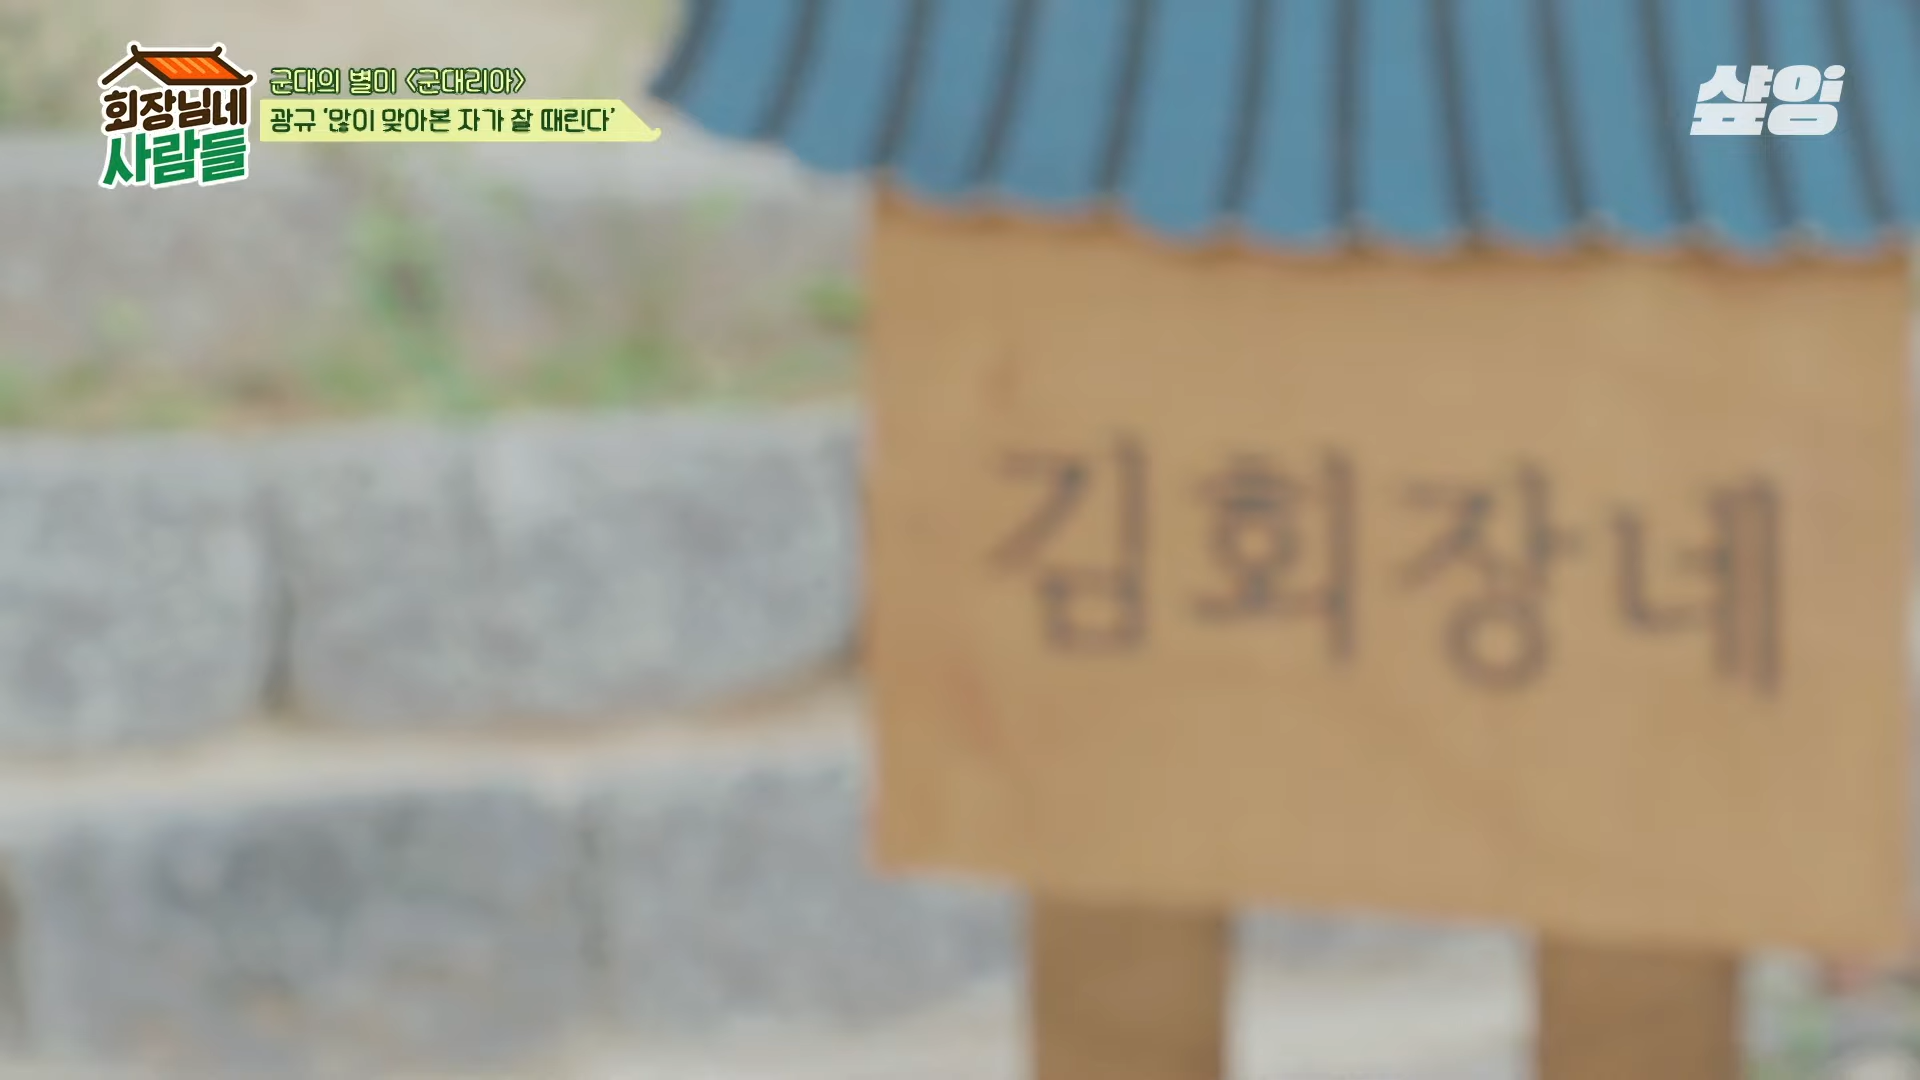 회장님네
사람들
군대의 별미 <군대리아>
광규 '많이 맞아본 자가 잘 때린다'
샾잉
김회장네